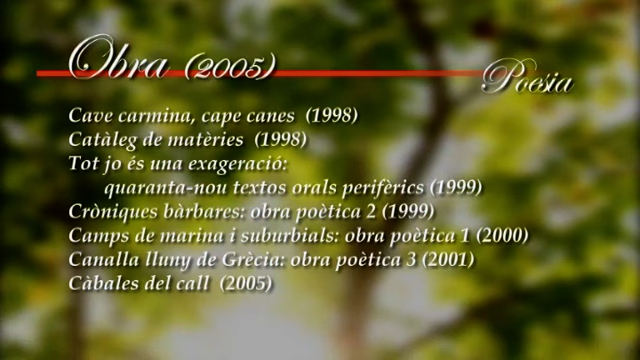 Obra (2005)
Poesia
Cave carmina, cape canes (1998)
Catàleg de matèries (1998)
Tot jo és una exageració:
quaranta-nou textos orals perifèrics (1999)
Cròniques bàrbares: obra poètica 2 (1999)
Camps de marina i suburbials: obra poètica 1 (2000)
Canalla lluny de Grècia: obra poètica 3 (2001)
Càbales del call (2005)